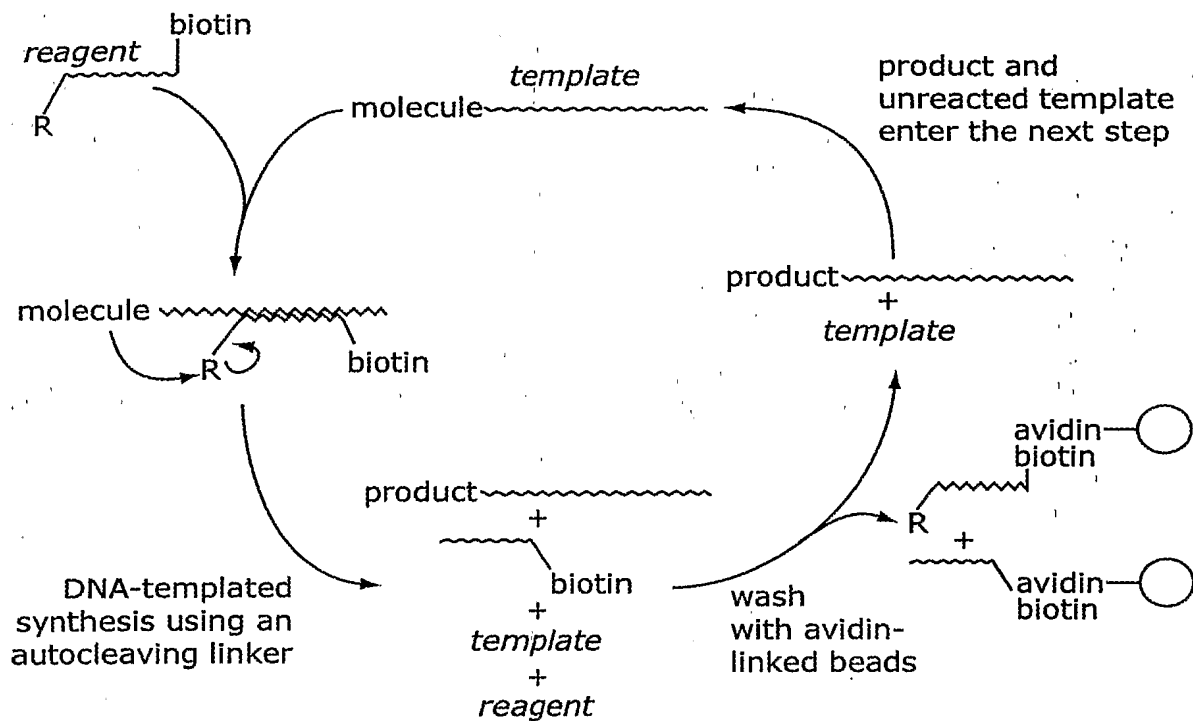 biotin
reagent
R
template
molecule
product and
unreacted template
enter the next step
molecule
R
biotin
product
+
template
DNA-templated
synthesis using an
autocleaving linker
product
+
biotin
+
template
+
reagent
wash
with avidin-
linked beads
avidin
biotin
R
+
avidin
biotin